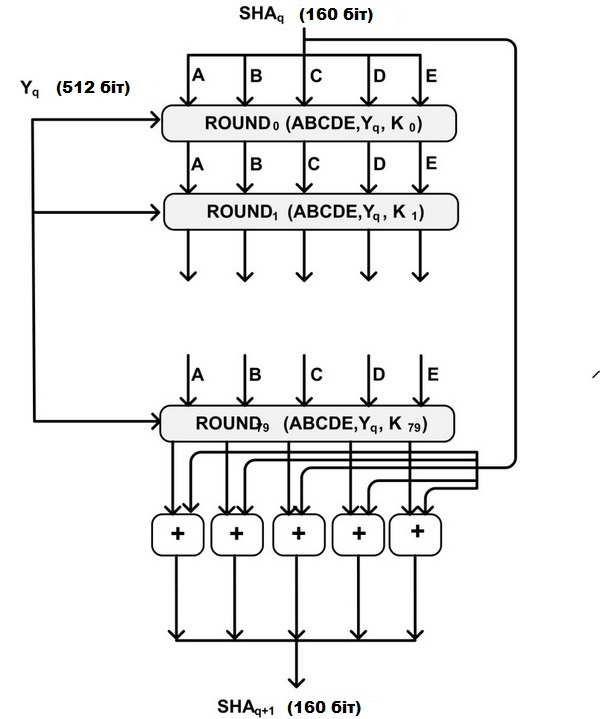 SHAq (160 біт)
Yq (512 біт)
A B C D E
ROUND0 (ABCDE,Yq, K 0)
A B C D E
ROUND1 (ABCDE,Yq, K 1)
A B C D E
ROUND79 (ABCDE,Yq, K 79)
+ + + + +
SHAq+1 (160 біт)